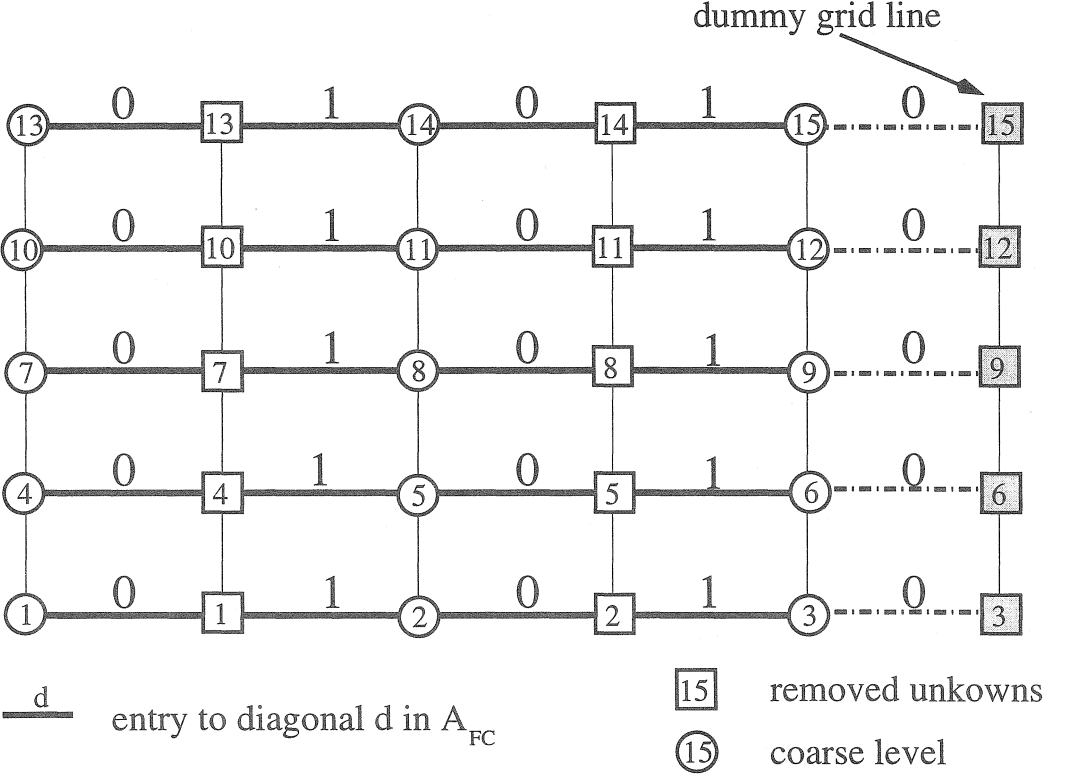 dummy grid line
0 1 0 1 0
13 13 14 14 15 15
0 1 0 1 0
10 10 11 11 12 12
0 1 0 1 0
7 7 8 8 9 9
0 1 0 1 0
4 4 5 5 6 6
0 1 0 1 0
1 1 2 2 3 3
15 removed unkowns
d entry to diagonal d in A_FC
15 coarse level